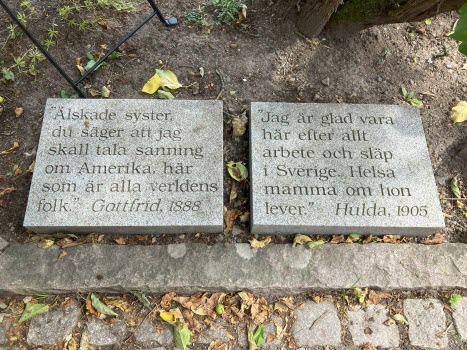 "Älskade syster,
du säger att jag
skall tala sanning
om Amerika, här
som är alla verldens
folk." Gottfrid, 1888
"Jag är glad vara
här efter allt
arbete och släp
i Sverige. Helsa
mamma om hon
lever." Hulda, 1905